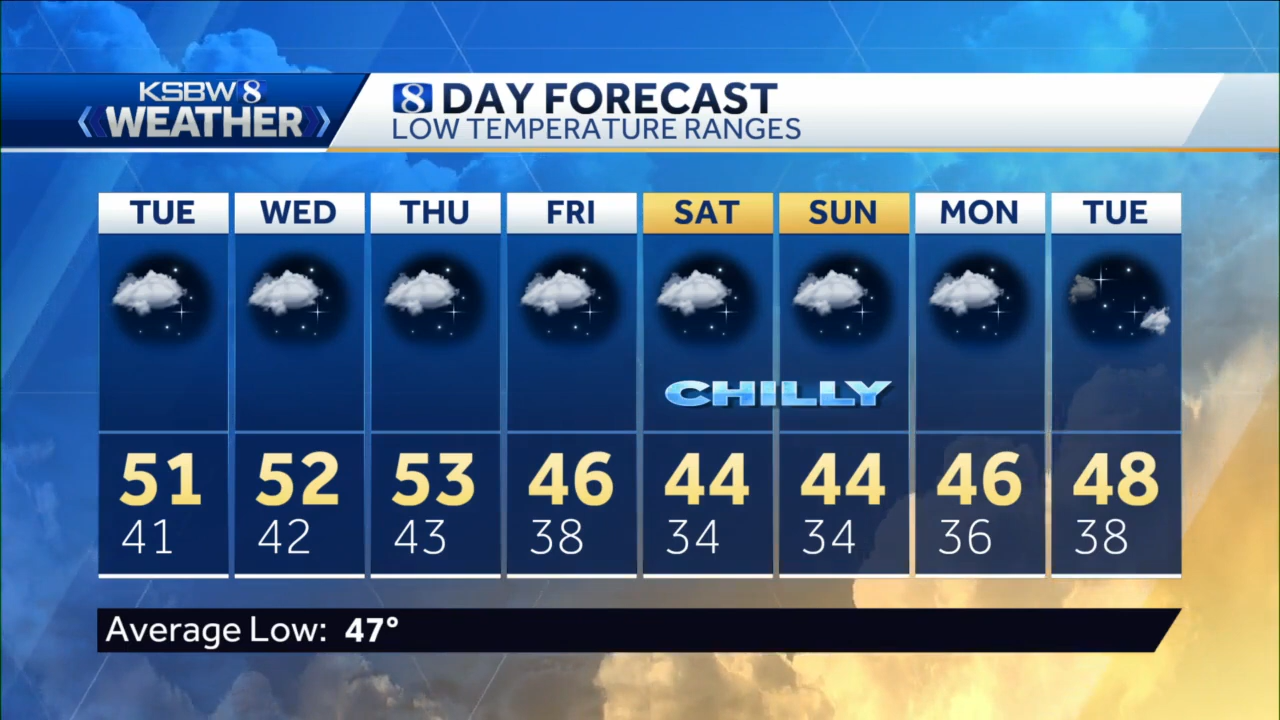 KSBW 8
WEATHER
8 DAY FORECAST
LOW TEMPERATURE RANGES
TUE WED THU FRI SAT SUN MON TUE
CHILLY
51 52 53 46 44 44 46 48
41 42 43 38 34 34 36 38
Average Low: 47°